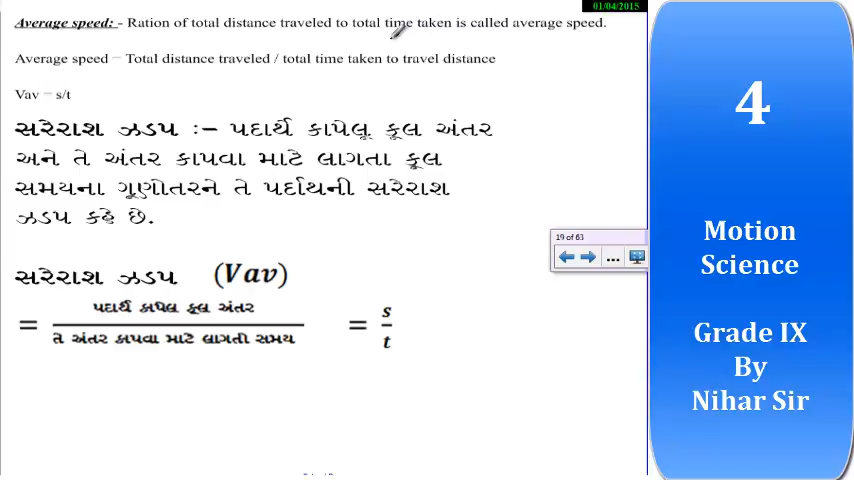 01/04/2015
Average speed: - Ration of total distance traveled to total time taken is called average speed.
Average speed = Total distance traveled / total time taken to travel distance
Vav = s/t
સરેરાશ ઝડપ :– પદાર્થે કાપેલૂ કૂલ અંતર
અને તે અંતર કાપવા માટે લાગતા કૂલ
સમયના ગૂણોતરને તે પર્દાથની સરેરાશ
ઝડપ કહે છે.
19 of 63
...
સરેરાશ ઝડપ (Vav)
= પદાર્થે કાપેલ કૂલ અંતર
તે અંતર કાપવા માટે લાગતી સમય
= s
t
4
Motion
Science
Grade IX
By
Nihar Sir